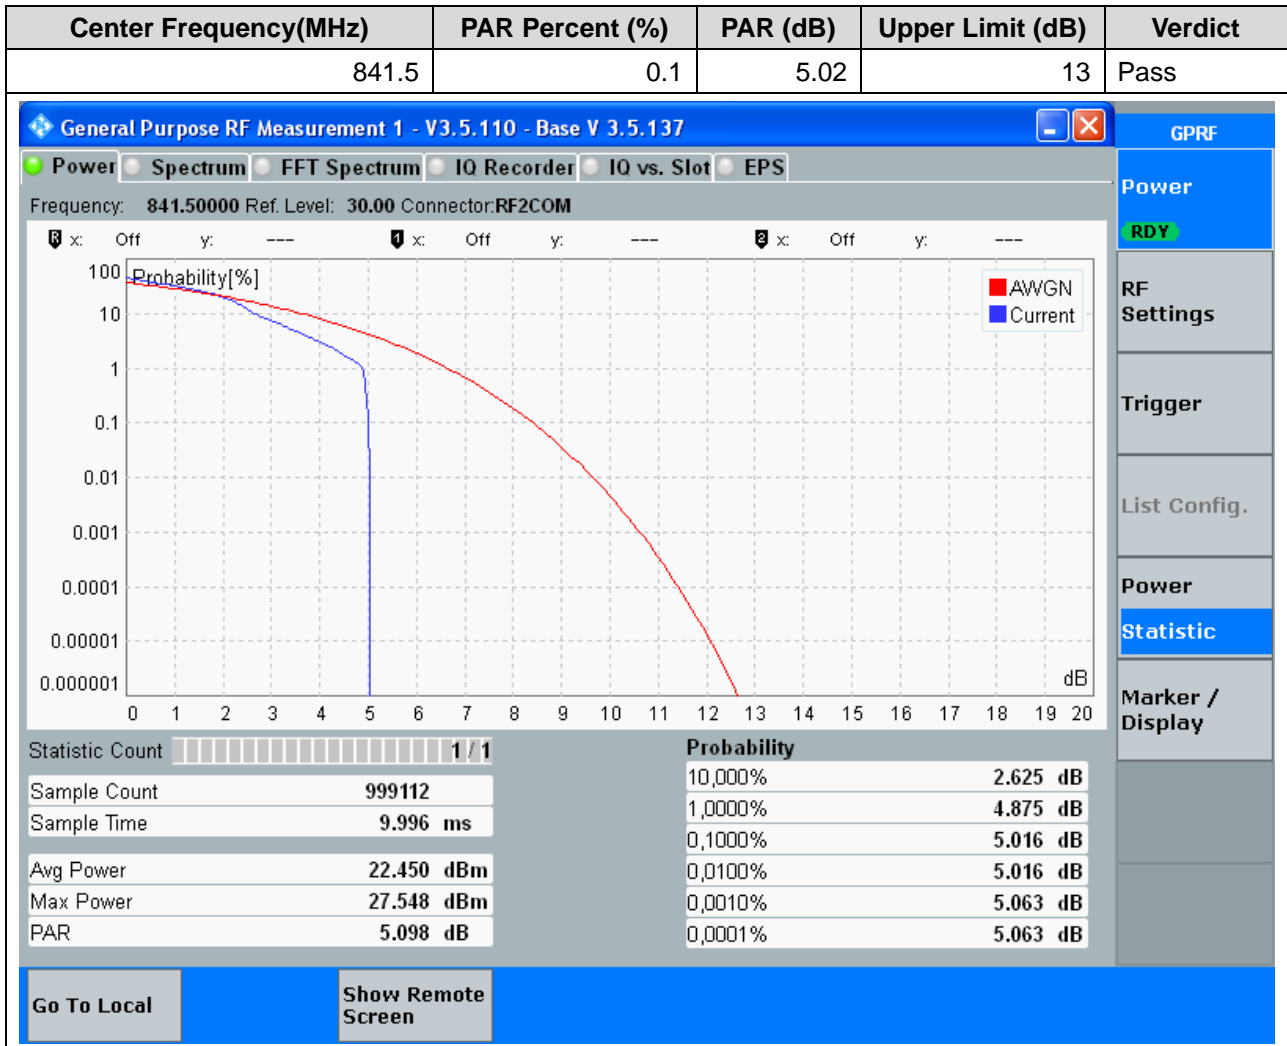 Center Frequency(MHz) PAR Percent (%) PAR (dB) Upper Limit (dB) Verdict
841.5 0.1 5.02 13 Pass
General Purpose RF Measurement 1 - V3.5.110 - Base V 3.5.137
GPRF
Power Spectrum FFT Spectrum IQ Recorder IQ vs. Slot EPS
Frequency: 841.50000 Ref. Level: 30.00 Connector:RF2COM
R x: Off y: --- 1 x: Off y: --- 2 x: Off y: ---
Probability[%]
AWGN
Current
100
10
1
0.1
0.01
0.001
0.0001
0.00001
0.000001
dB
0 1 2 3 4 5 6 7 8 9 10 11 12 13 14 15 16 17 18 19 20
Statistic Count 1 / 1
Sample Count 999112
Sample Time 9.996 ms
Avg Power 22.450 dBm
Max Power 27.548 dBm
PAR 5.098 dB
Probability
10,000% 2.625 dB
1,0000% 4.875 dB
0,1000% 5.016 dB
0,0100% 5.016 dB
0,0010% 5.063 dB
0,0001% 5.063 dB
Power
RDY
RF
Settings
Trigger
List Config.
Power
Statistic
Marker /
Display
Go To Local
Show Remote
Screen